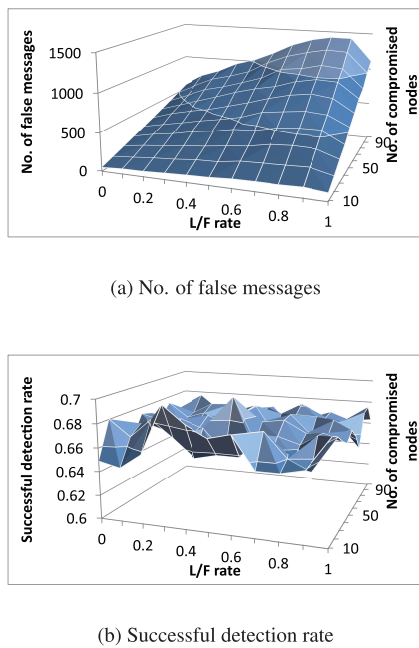 1500
1000
500
0
No. of false messages
0
0.2
0.4
0.6
0.8
1
L/F rate
10
50
90
No. of compromised
nodes
(a) No. of false messages
0.7
0.68
0.66
0.64
0.62
0.6
Successful detection rate
0
0.2
0.4
0.6
0.8
1
L/F rate
10
50
90
No. of compromised
nodes
(b) Successful detection rate